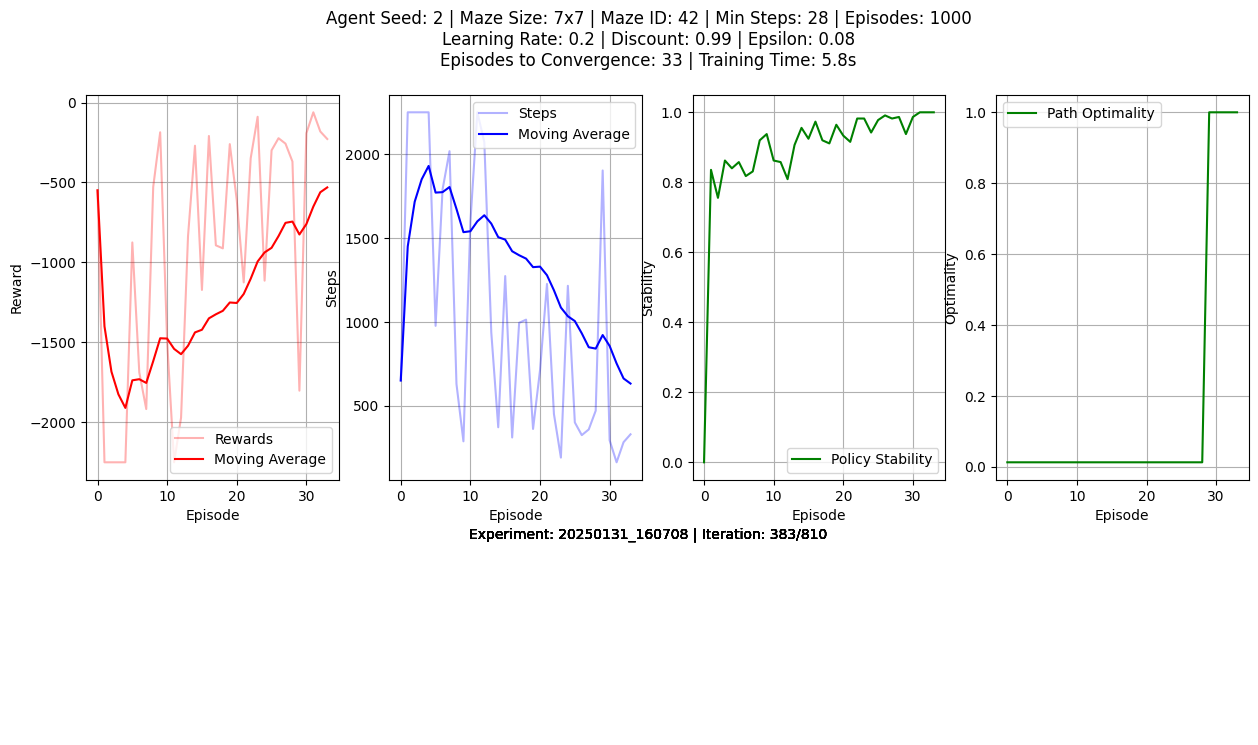 Agent Seed: 2 | Maze Size: 7x7 | Maze ID: 42 | Min Steps: 28 | Episodes: 1000
Learning Rate: 0.2 | Discount: 0.99 | Epsilon: 0.08
Episodes to Convergence: 33 | Training Time: 5.8s
Reward
0
−500
−1000
−1500
−2000
Rewards
Moving Average
0 10 20 30
Episode
Steps
2000
1500
1000
500
Steps
Moving Average
0 10 20 30
Episode
Stability
1.0
0.8
0.6
0.4
0.2
0.0
Policy Stability
0 10 20 30
Episode
Optimality
1.0
0.8
0.6
0.4
0.2
0.0
Path Optimality
0 10 20 30
Episode
Experiment: 20250131_160708 | Iteration: 383/810